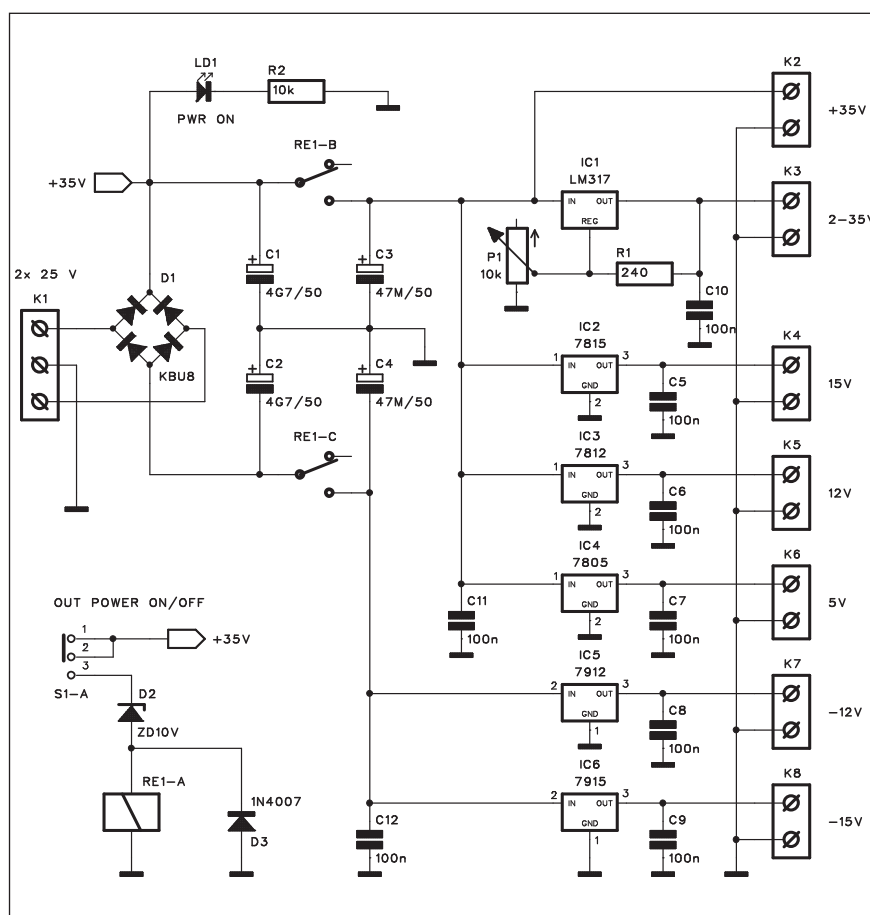 LD1
R2
10k
PWR ON
RE1-B
+35V
K2
+35V
IC1
LM317
IN OUT
REG
K3
2-35V
P1
10k
R1
240
C10
100n
+ C1
4G7/50
+ C3
47M/50
2x 25 V
K1
D1
KBU8
+ C2
4G7/50
+ C4
47M/50
RE1-C
IC2
7815
1 IN OUT 3
GND
2
C5
100n
K4
15V
IC3
7812
1 IN OUT 3
GND
2
C6
100n
K5
12V
IC4
7805
1 IN OUT 3
GND
2
C7
100n
K6
5V
C11
100n
OUT POWER ON/OFF
1
2
3
+35V
S1-A
D2
ZD10V
RE1-A
1N4007
D3
IC5
7912
2 IN OUT 3
GND
1
C8
100n
K7
-12V
IC6
7915
2 IN OUT 3
GND
1
C9
100n
K8
-15V
C12
100n